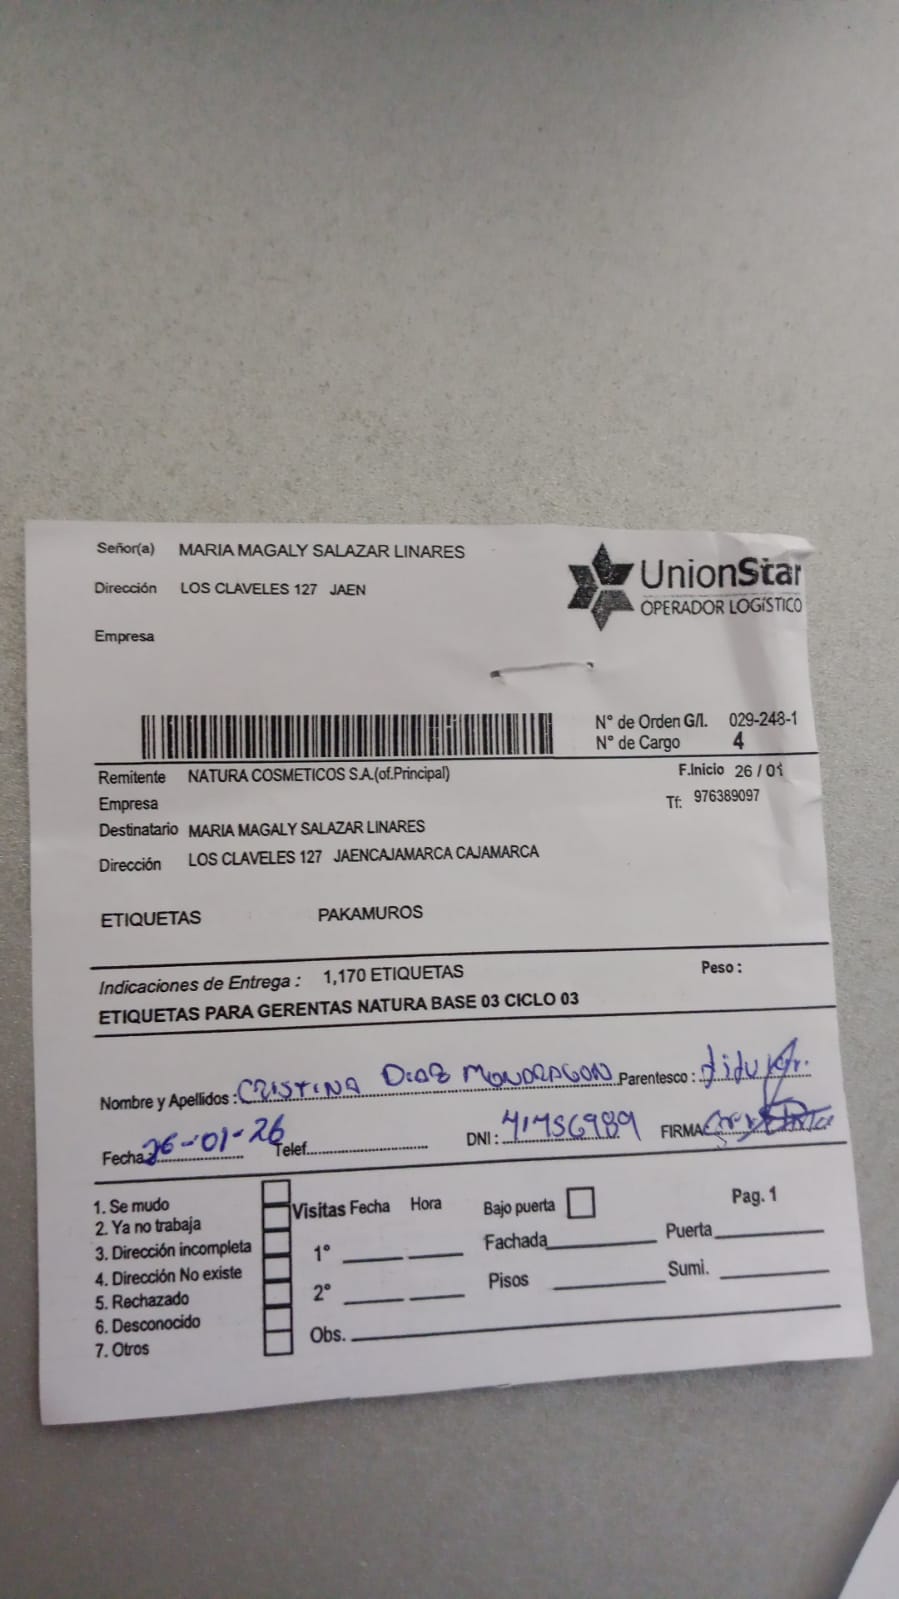 Señor(a) MARIA MAGALY SALAZAR LINARES
Dirección LOS CLAVELES 127 JAEN
Empresa
UnionStar
OPERADOR LOGíSTICO
N° de Orden G/I. 029-248-1
N° de Cargo 4
Remitente NATURA COSMETICOS S.A.(of.Principal)
F.Inicio 26 / 01
Empresa
Tf: 976389097
Destinatario MARIA MAGALY SALAZAR LINARES
Dirección LOS CLAVELES 127 JAENCAJAMARCA CAJAMARCA
ETIQUETAS PAKAMUROS
Indicaciones de Entrega : 1,170 ETIQUETAS Peso :
ETIQUETAS PARA GERENTAS NATURA BASE 03 CICLO 03
Nombre y Apellidos : CRISTINA DIAZ MONDRAGON Parentesco :
Fecha 26-01-26 Telef. DNI : 41756989 FIRMA
1. Se mudo
2. Ya no trabaja
3. Dirección incompleta
4. Dirección No existe
5. Rechazado
6. Desconocido
7. Otros
Visitas Fecha Hora
1°
2°
Obs.
Bajo puerta Pag. 1
Fachada Puerta
Pisos Sumi.